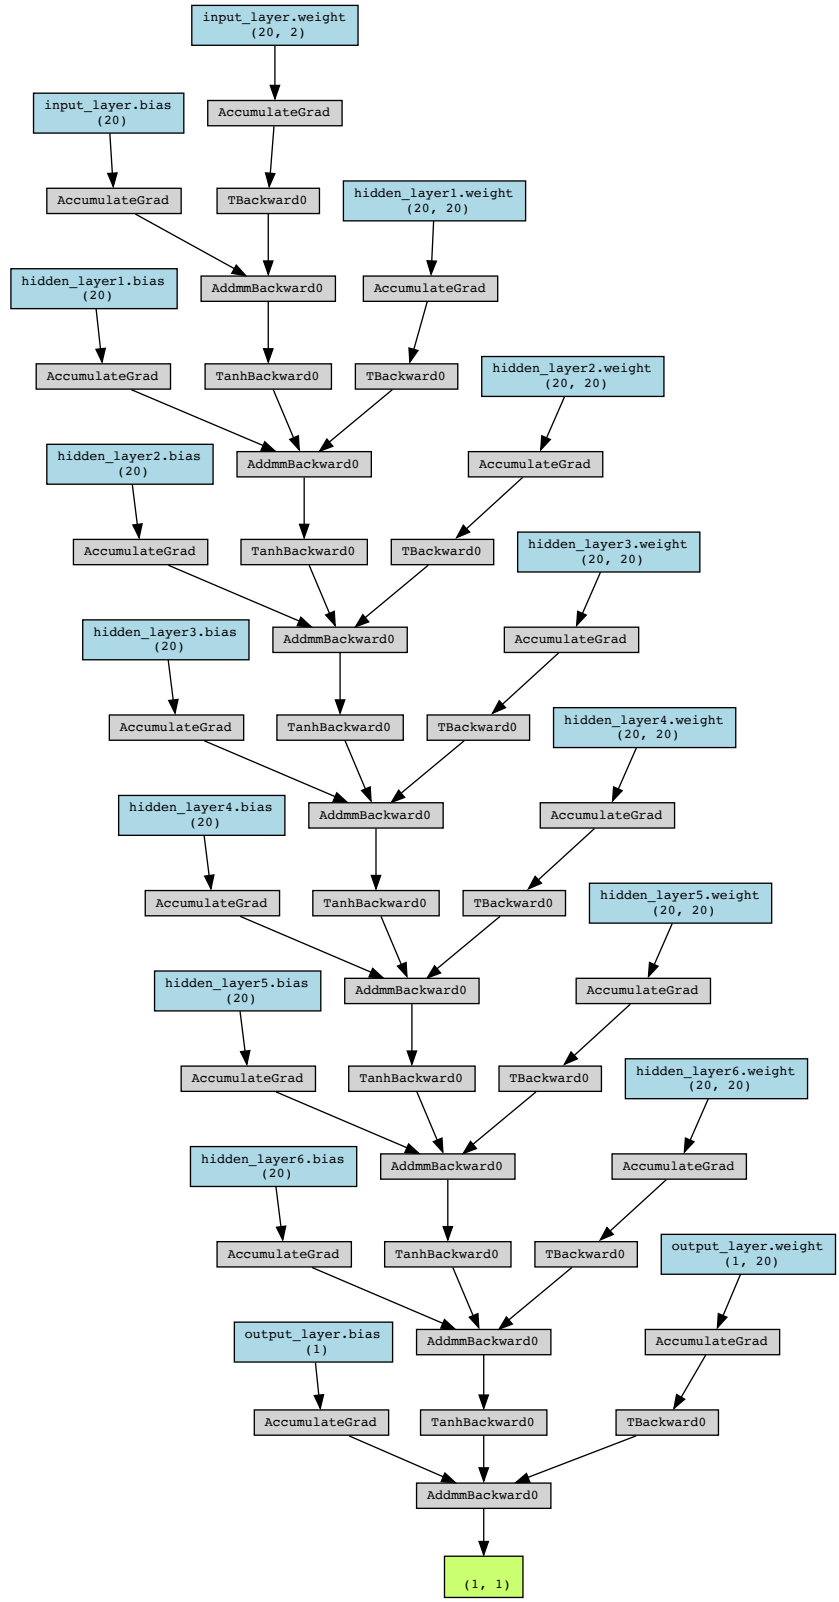 input_layer.weight
(20, 2)
input_layer.bias
(20)
AccumulateGrad
AccumulateGrad
TBackward0
hidden_layer1.weight
(20, 20)
hidden_layer1.bias
(20)
AddmmBackward0
AccumulateGrad
AccumulateGrad
TanhBackward0
TBackward0
hidden_layer2.weight
(20, 20)
hidden_layer2.bias
(20)
AddmmBackward0
AccumulateGrad
AccumulateGrad
TanhBackward0
TBackward0
hidden_layer3.weight
(20, 20)
hidden_layer3.bias
(20)
AddmmBackward0
AccumulateGrad
AccumulateGrad
TanhBackward0
TBackward0
hidden_layer4.weight
(20, 20)
hidden_layer4.bias
(20)
AddmmBackward0
AccumulateGrad
AccumulateGrad
TanhBackward0
TBackward0
hidden_layer5.weight
(20, 20)
hidden_layer5.bias
(20)
AddmmBackward0
AccumulateGrad
AccumulateGrad
TanhBackward0
TBackward0
hidden_layer6.weight
(20, 20)
hidden_layer6.bias
(20)
AddmmBackward0
AccumulateGrad
AccumulateGrad
TanhBackward0
TBackward0
output_layer.weight
(1, 20)
output_layer.bias
(1)
AddmmBackward0
AccumulateGrad
AccumulateGrad
TanhBackward0
TBackward0
AddmmBackward0
(1, 1)